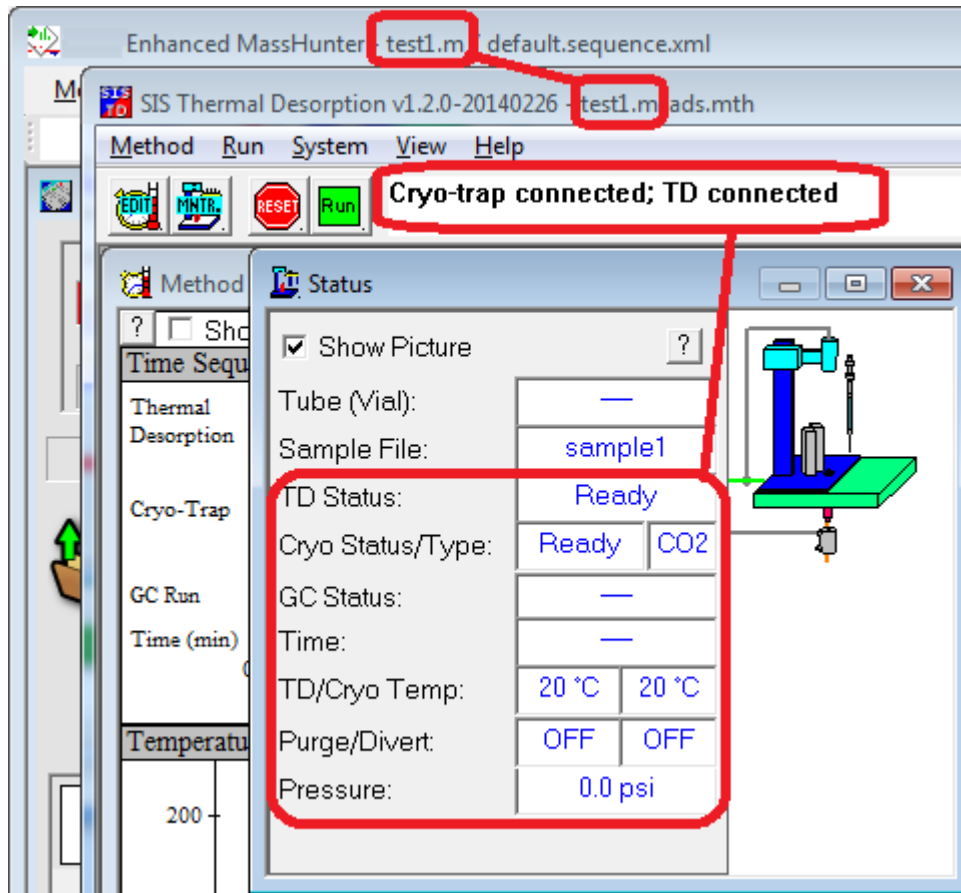 Enhanced MassHunter - test1.m / default.sequence.xml
SIS Thermal Desorption v1.2.0-20140226 - test1.m ads.mth
Method Run System View Help
EDIT MNTR. RESET Run Cryo-trap connected; TD connected
Method
Status
? Sho
Show Picture ?
Time Sequ
Tube (Vial): —
Thermal
Desorption
Sample File: sample1
TD Status: Ready
Cryo-Trap
Cryo Status/Type: Ready CO2
GC Run
GC Status: —
Time (min)
Time: —
TD/Cryo Temp: 20 °C 20 °C
Temperatu
Purge/Divert: OFF OFF
Pressure: 0.0 psi
200